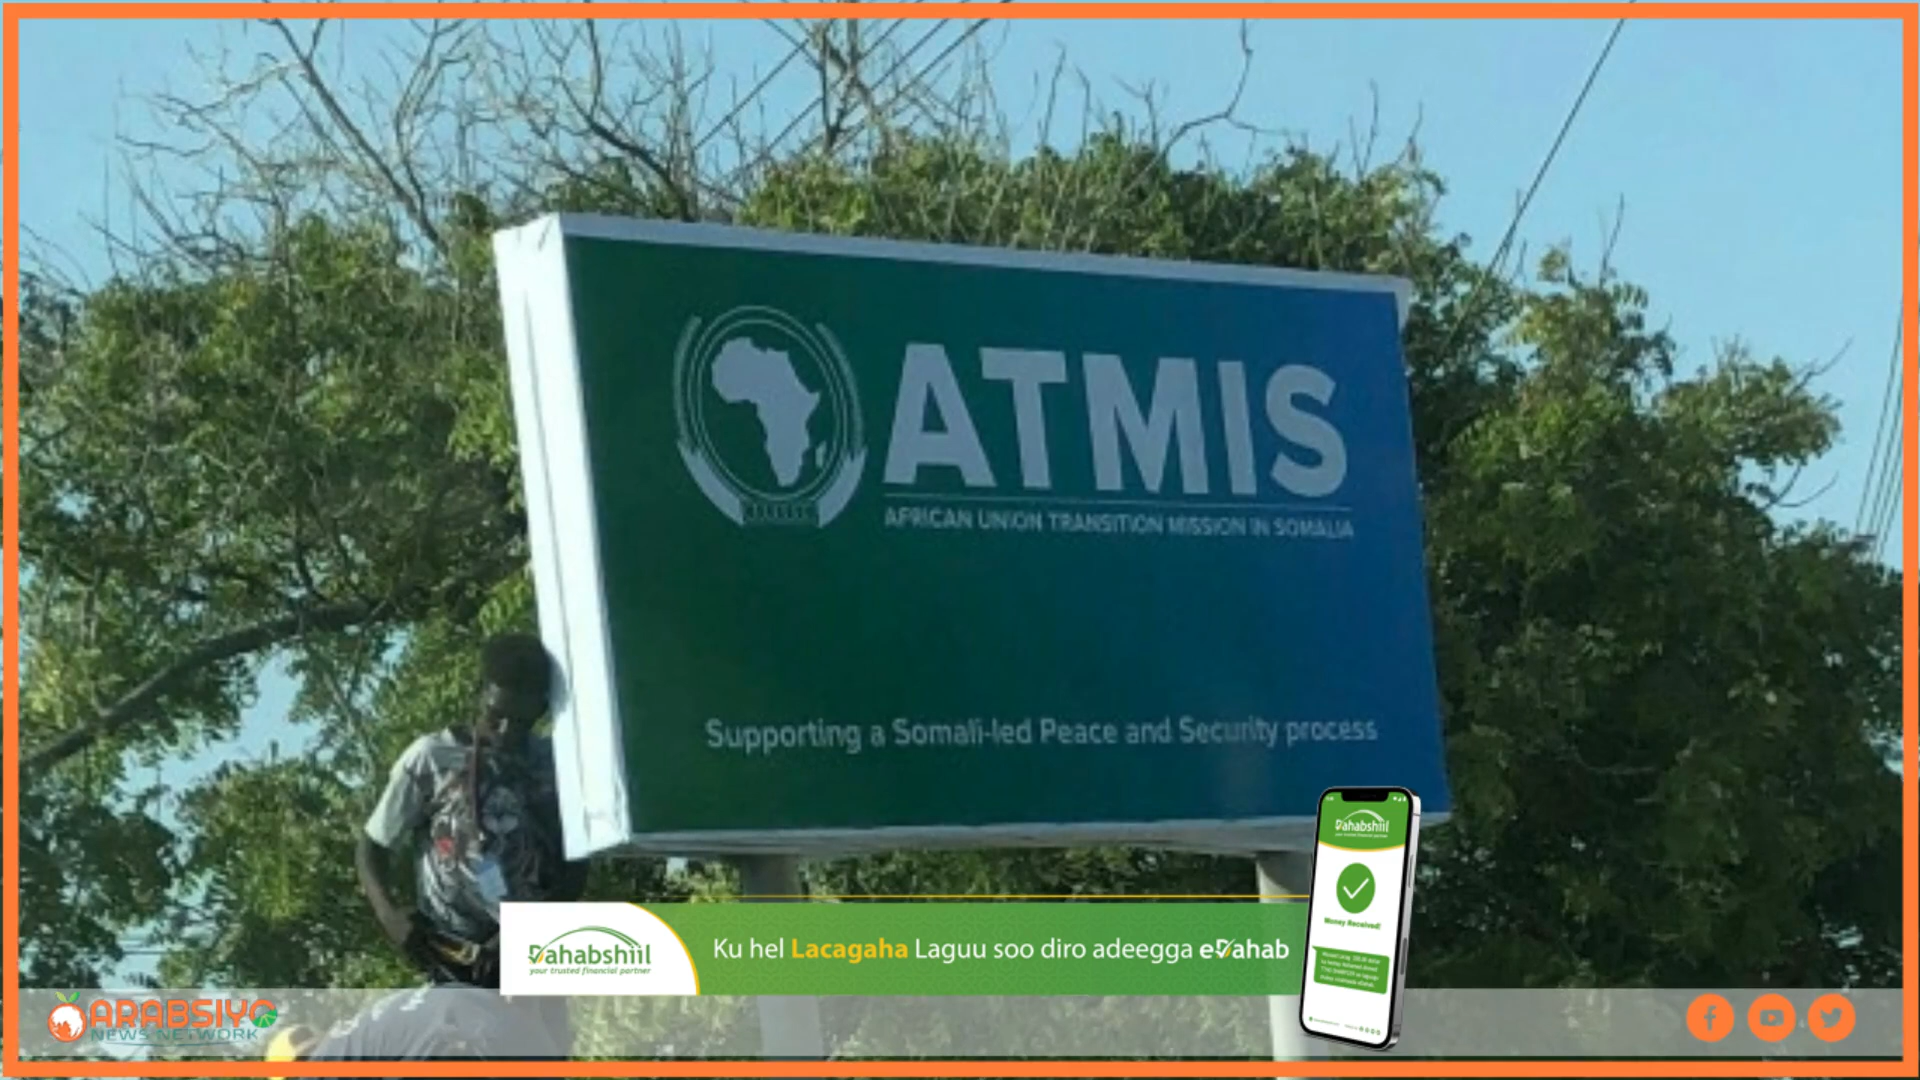 ATMIS
AFRICAN UNION TRANSITION MISSION IN SOMALIA
Supporting a Somali-led Peace and Security process
Dahabshiil
your trusted financial partner
Ku hel Lacagaha Laguu soo diro adeegga eDahab
Dahabshiil
Money Received!
ARABSIYO
NEWS NETWORK